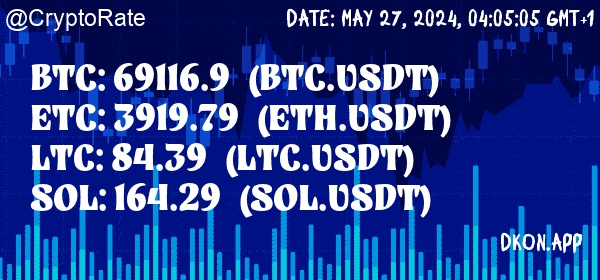 @CryptoRate
DATE: MAY 27, 2024, 04:05:05 GMT+1
BTC: 69116.9 (BTC.USDT)
ETC: 3919.79 (ETH.USDT)
LTC: 84.39 (LTC.USDT)
SOL: 164.29 (SOL.USDT)
DKON.APP